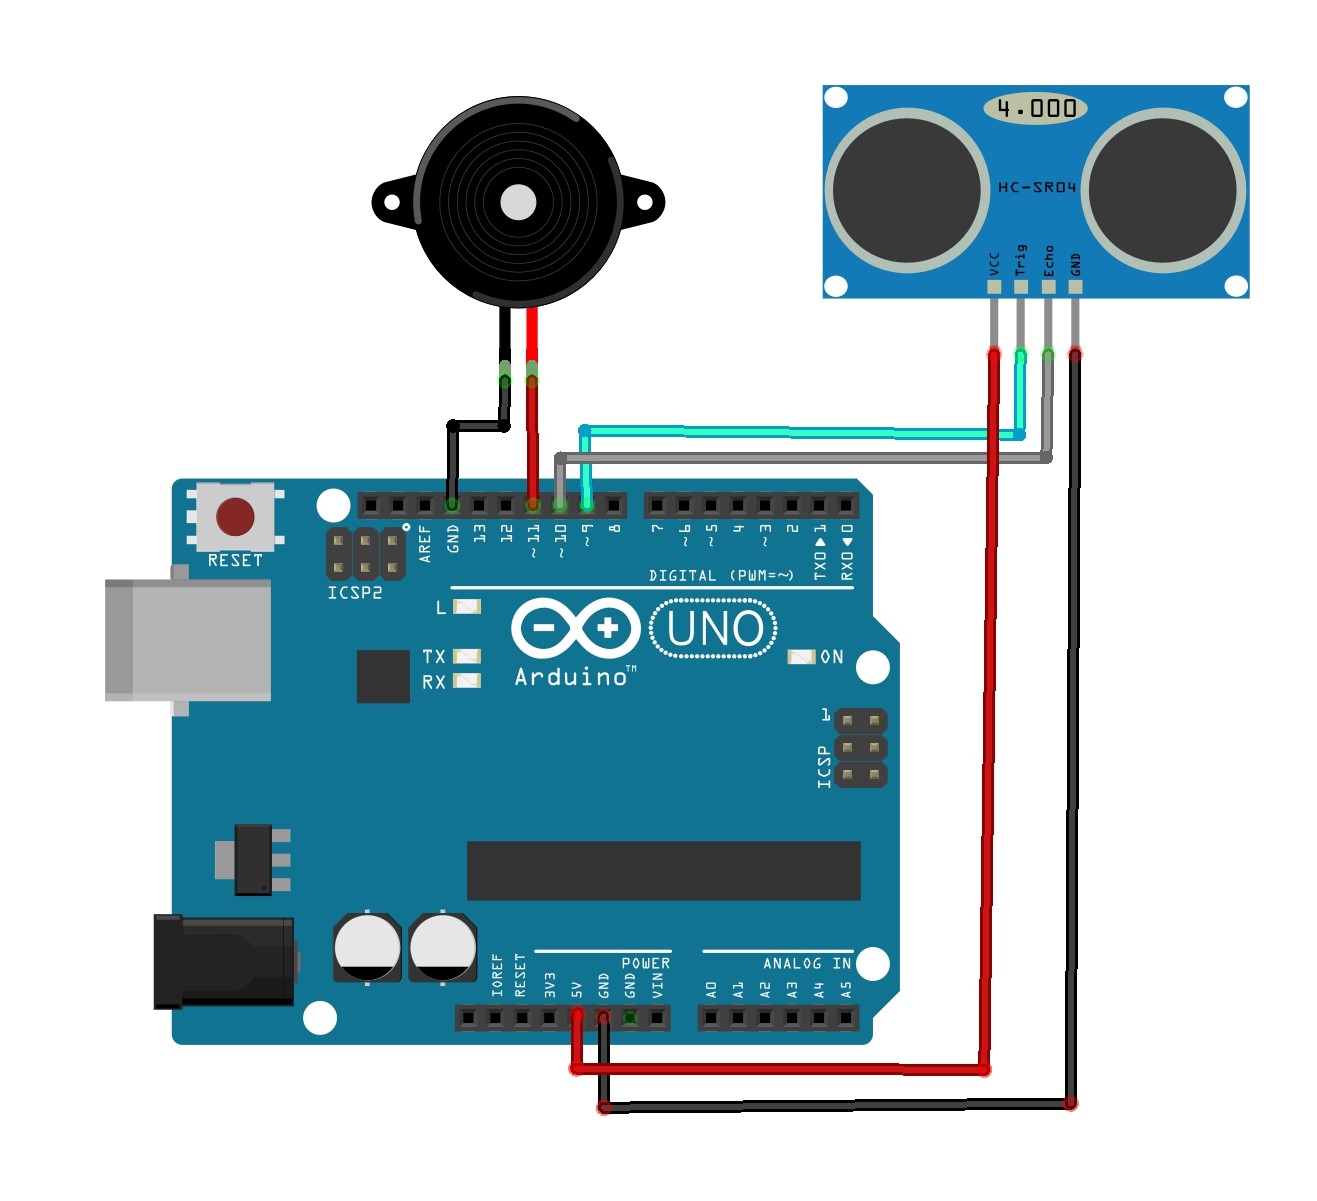 4.000
HC-SR04
VCC
Trig
Echo
GND
RESET
ICSP2
AREF
GND
13
12
~11
~10
~9
8
7
~6
~5
4
~3
2
TX0▶1
RX0◀0
DIGITAL (PWM=~)
L
TX
RX
UNO
Arduino™
ON
1
ICSP
POWER
ANALOG IN
IOREF
RESET
3V3
5V
GND
GND
VIN
A0
A1
A2
A3
A4
A5